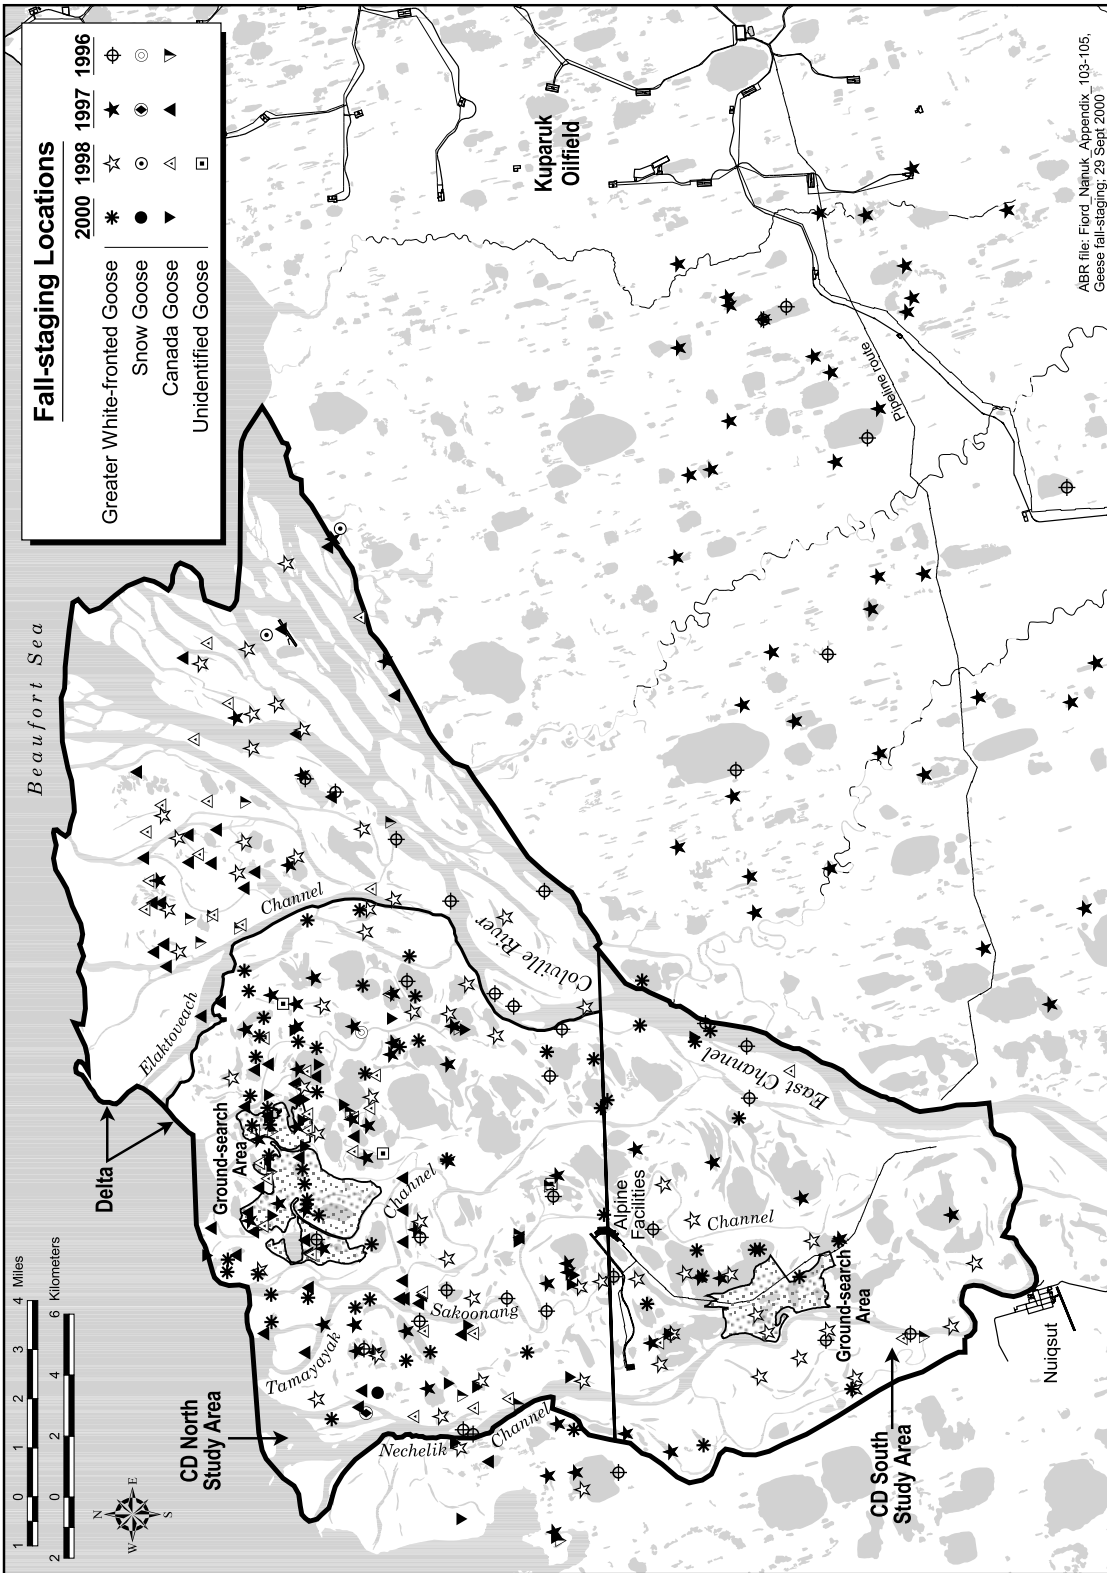 Fall-staging Locations
2000 1998 1997 1996
Greater White-fronted Goose
Snow Goose
Canada Goose
Unidentified Goose
Beaufort Sea
Kuparuk
Oilfield
Pipeline route
Elaktoveach
Channel
Colville River
East Channel
Delta
Ground-search
Area
Channel
Tamayayak
Sakoonang
Channel
Nechelik
Channel
CD North
Study Area
Alpine
Facilities
Ground-search
Area
CD South
Study Area
Nuiqsut
1 0 1 2 3 4 Miles
2 0 2 4 6 Kilometers
N
W
E
S
ABR file: Fiord_Nanuk_Appendix_103-105,
Geese fall-staging; 29 Sept 2000